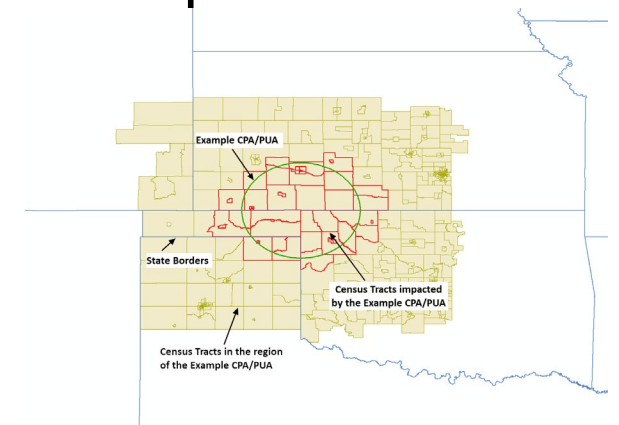 Example CPA/PUA
State Borders
Census Tracts impacted
by the Example CPA/PUA
Census Tracts in the region
of the Example CPA/PUA